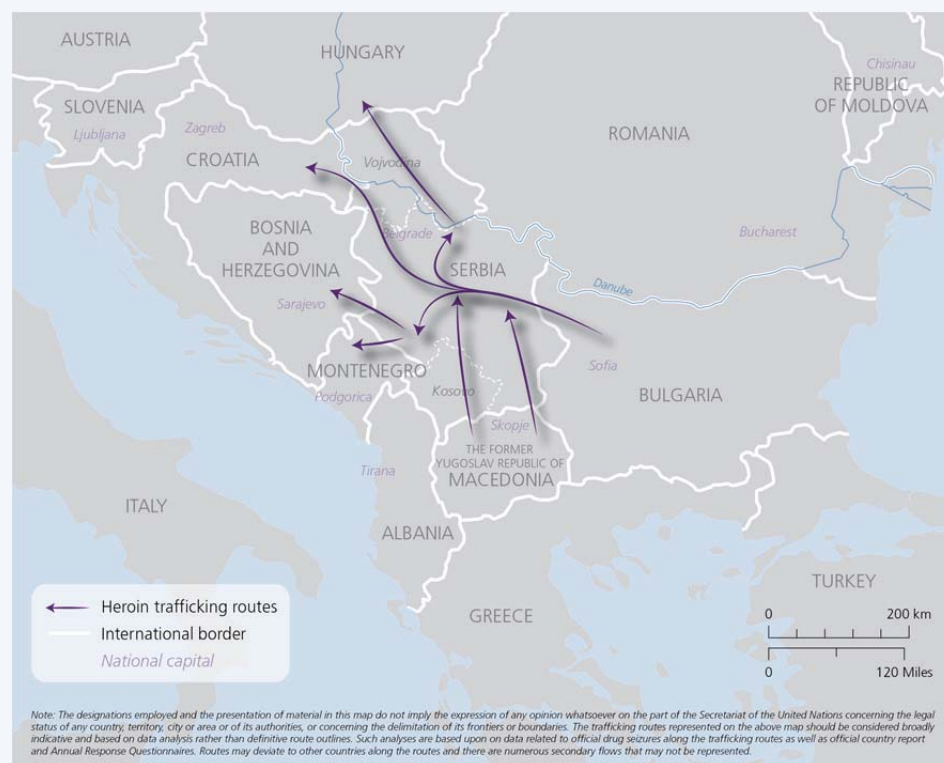 AUSTRIA
HUNGARY
Chisinau
REPUBLIC
OF MOLDOVA
SLOVENIA
Ljubljana
Zagreb
ROMANIA
CROATIA
Vojvodina
BOSNIA
AND
HERZEGOVINA
Belgrade
Bucharest
SERBIA
Danube
Sarajevo
Sofia
MONTENEGRO
Podgorica
Kosovo
BULGARIA
Skopje
THE FORMER
YUGOSLAV REPUBLIC OF
MACEDONIA
Tirana
ITALY
ALBANIA
TURKEY
GREECE
Heroin trafficking routes
International border
National capital
0 200 km
0 120 Miles
Note: The designations employed and the presentation of material in this map do not imply the expression of any opinion whatsoever on the part of the Secretariat of the United Nations concerning the legal
status of any country, territory, city or area or of its authorities, or concerning the delimitation of its frontiers or boundaries. The trafficking routes represented on the above map should be considered broadly
indicative and based on data analysis rather than definitive route outlines. Such analyses are based upon on data related to official drug seizures along the trafficking routes as well as official country report
and Annual Response Questionnaires. Routes may deviate to other countries along the routes and there are numerous secondary flows that may not be represented.